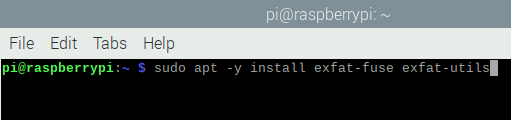 pi@raspberrypi: ~
File Edit Tabs Help
pi@raspberrypi:~ $ sudo apt -y install exfat-fuse exfat-utils